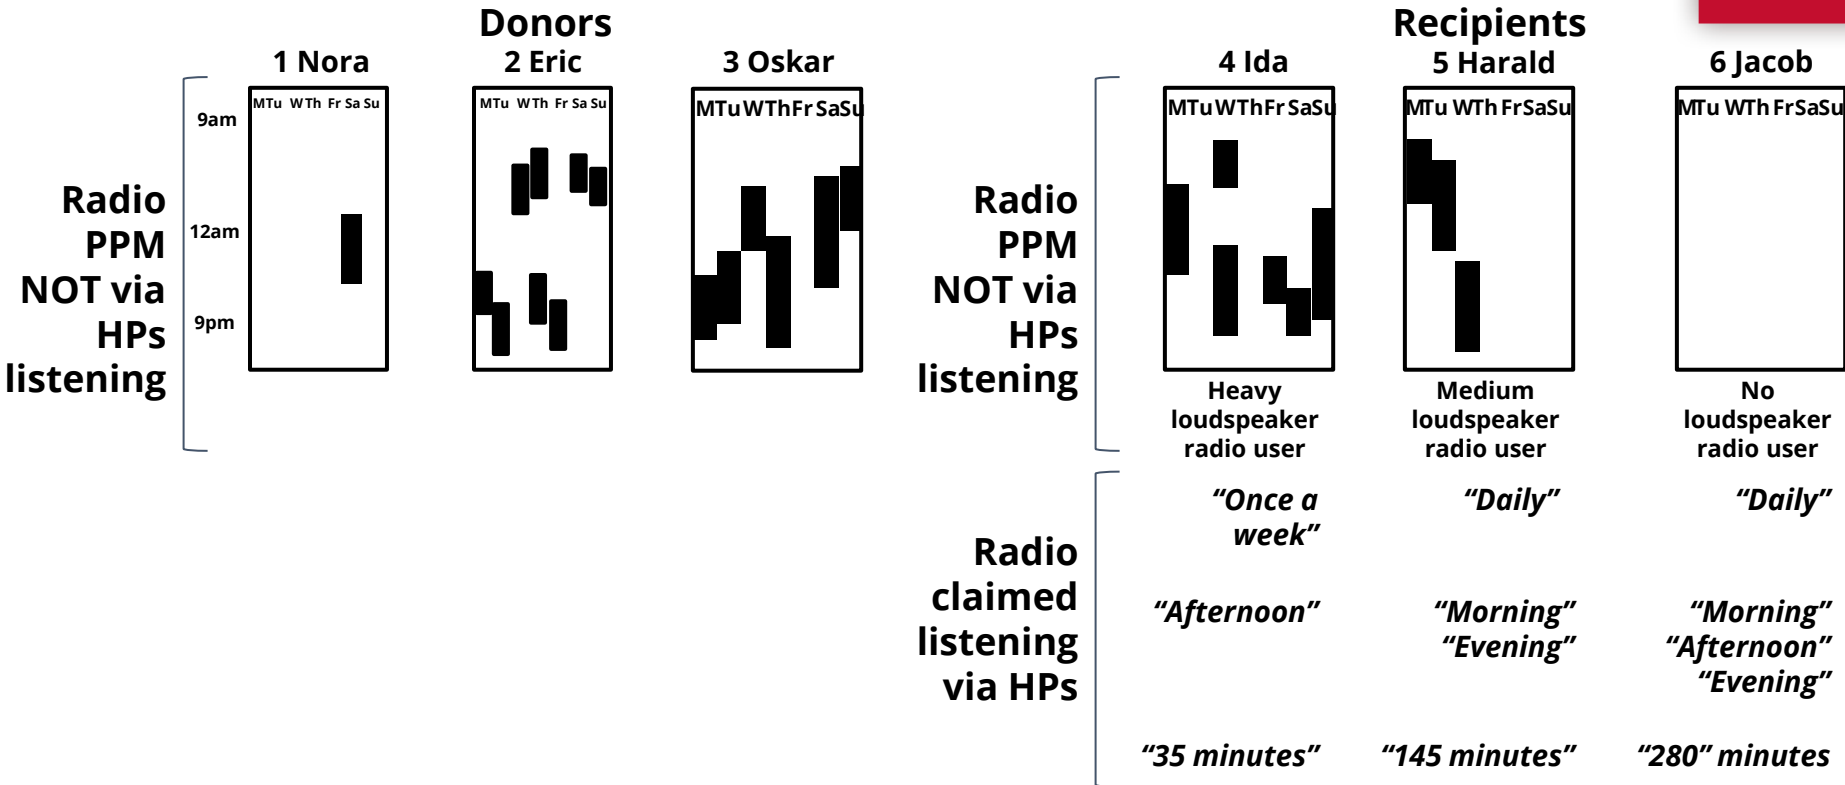 Donors
1 Nora
2 Eric
3 Oskar
MTu WTh Fr Sa Su
MTu WTh Fr Sa Su
MTuWThFr SaSu
9am
12am
9pm
Radio
PPM
NOT via
HPs
listening
Recipients
4 Ida
5 Harald
6 Jacob
MTuWThFr SaSu
MTu WTh FrSaSu
MTu WTh FrSaSu
Radio
PPM
NOT via
HPs
listening
Heavy
loudspeaker
radio user
Medium
loudspeaker
radio user
No
loudspeaker
radio user
Radio
claimed
listening
via HPs
“Once a
week”
“Daily”
“Daily”
“Afternoon”
“Morning”
“Evening”
“Morning”
“Afternoon”
“Evening”
“35 minutes”
“145 minutes”
“280” minutes